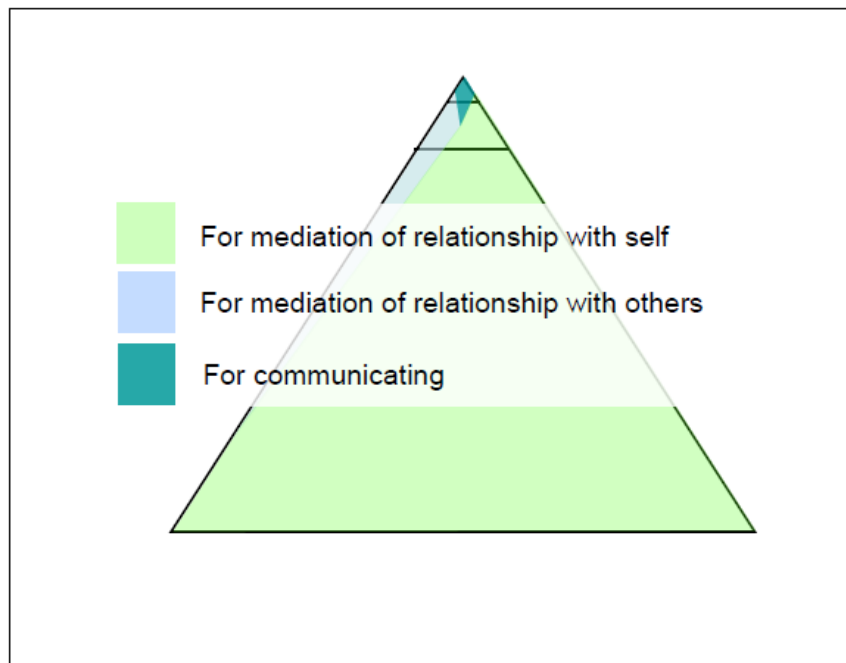 For mediation of relationship with self
For mediation of relationship with others
For communicating